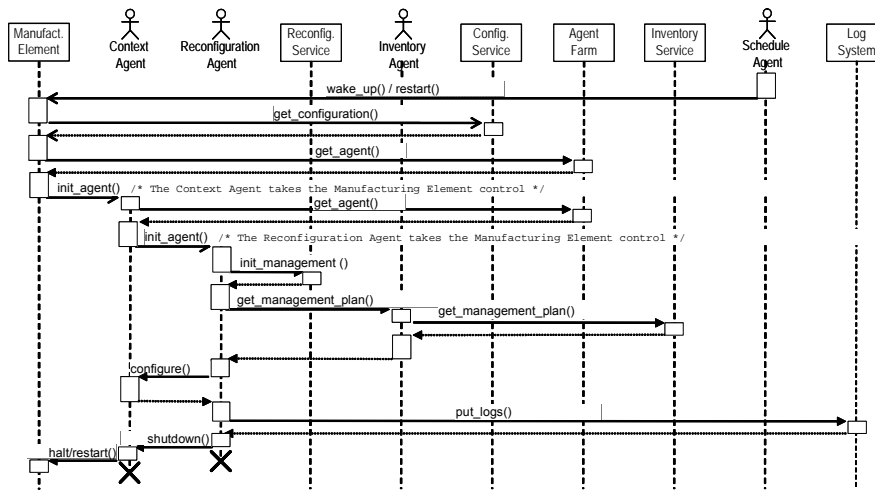 Manufact.
Element
Context
Agent
Reconfiguration
Agent
Reconfig.
Service
Inventory
Agent
Config.
Service
Agent
Farm
Inventory
Service
Schedule
Agent
Log
System
wake_up() / restart()
get_configuration()
get_agent()
init_agent() /* The Context Agent takes the Manufacturing Element control */
get_agent()
init_agent() /* The Reconfiguration Agent takes the Manufacturing Element control */
init_management ()
get_management_plan()
get_management_plan()
configure()
put_logs()
shutdown()
halt/restart()